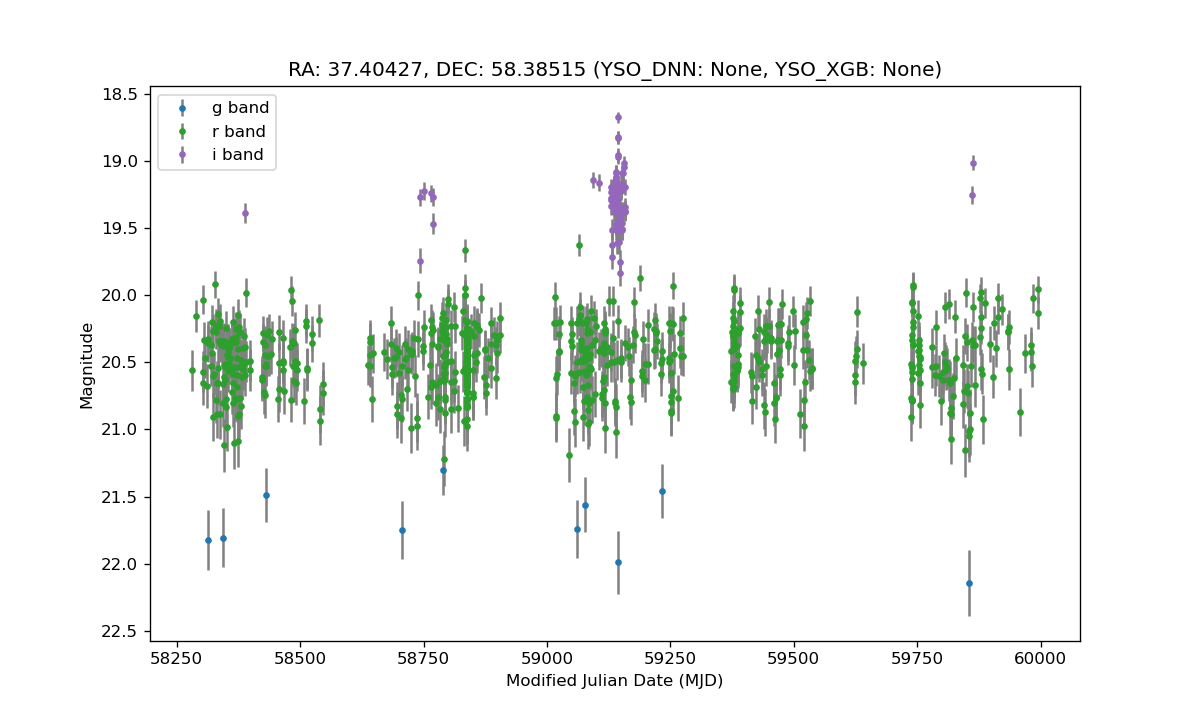 RA: 37.40427, DEC: 58.38515 (YSO_DNN: None, YSO_XGB: None)
g band
r band
i band
18.5
19.0
19.5
20.0
20.5
21.0
21.5
22.0
22.5
Magnitude
58250 58500 58750 59000 59250 59500 59750 60000
Modified Julian Date (MJD)